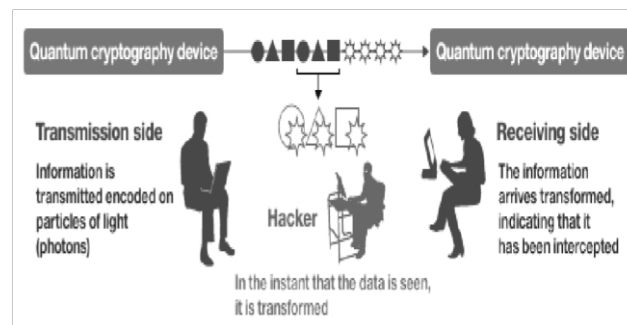 Quantum cryptography device
Quantum cryptography device
Transmission side
Information is
transmitted encoded on
particles of light
(photons)
Hacker
In the instant that the data is seen,
it is transformed
Receiving side
The information
arrives transformed,
indicating that it
has been intercepted